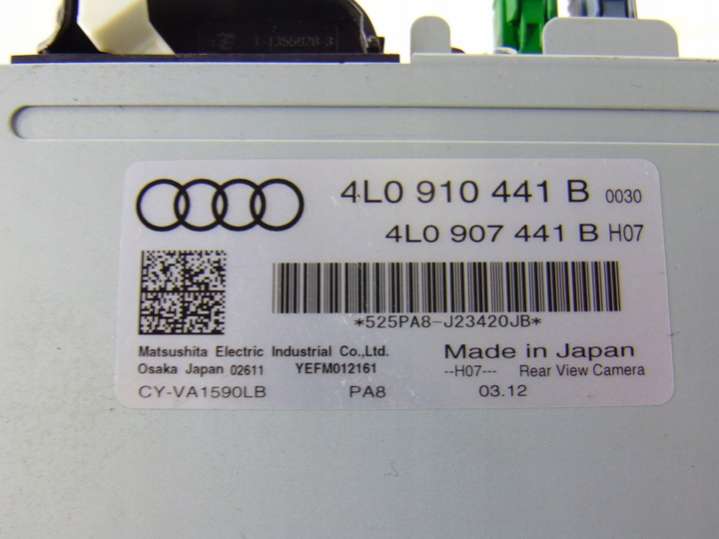 4L0 910 441 B 0030
4L0 907 441 B H07
*525PA8-J23420JB*
Matsushita Electric Industrial Co.,Ltd.
Osaka Japan 02611 YEFM012161
CY-VA1590LB PA8
Made in Japan
--H07--- Rear View Camera
03.12